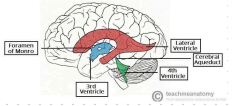 Foramen
of Monro
Lateral
Ventricle
Cerebral
Aqueduct
4th
Ventricle
3rd
Ventricle
© teachmeanatomy